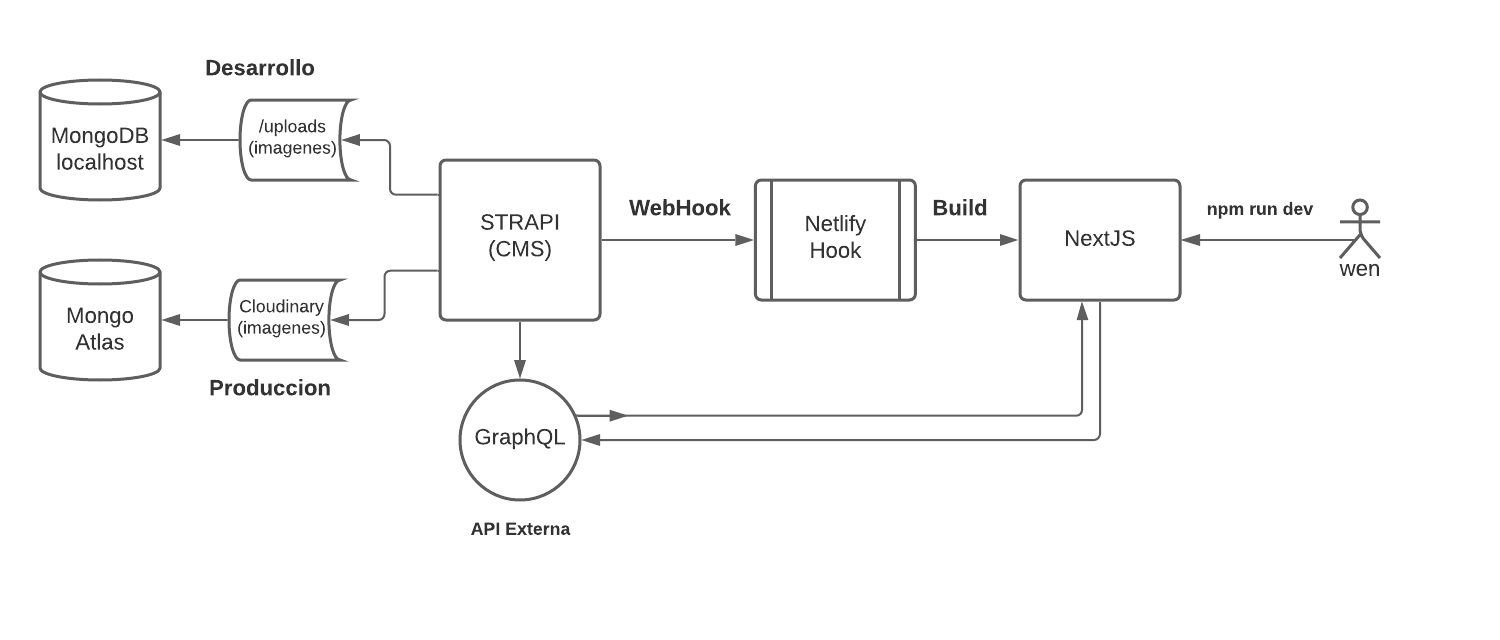 Desarrollo
MongoDB
localhost
/uploads
(imagenes)
STRAPI
(CMS)
WebHook
Netlify
Hook
Build
NextJS
npm run dev
wen
Mongo
Atlas
Cloudinary
(imagenes)
Produccion
GraphQL
API Externa